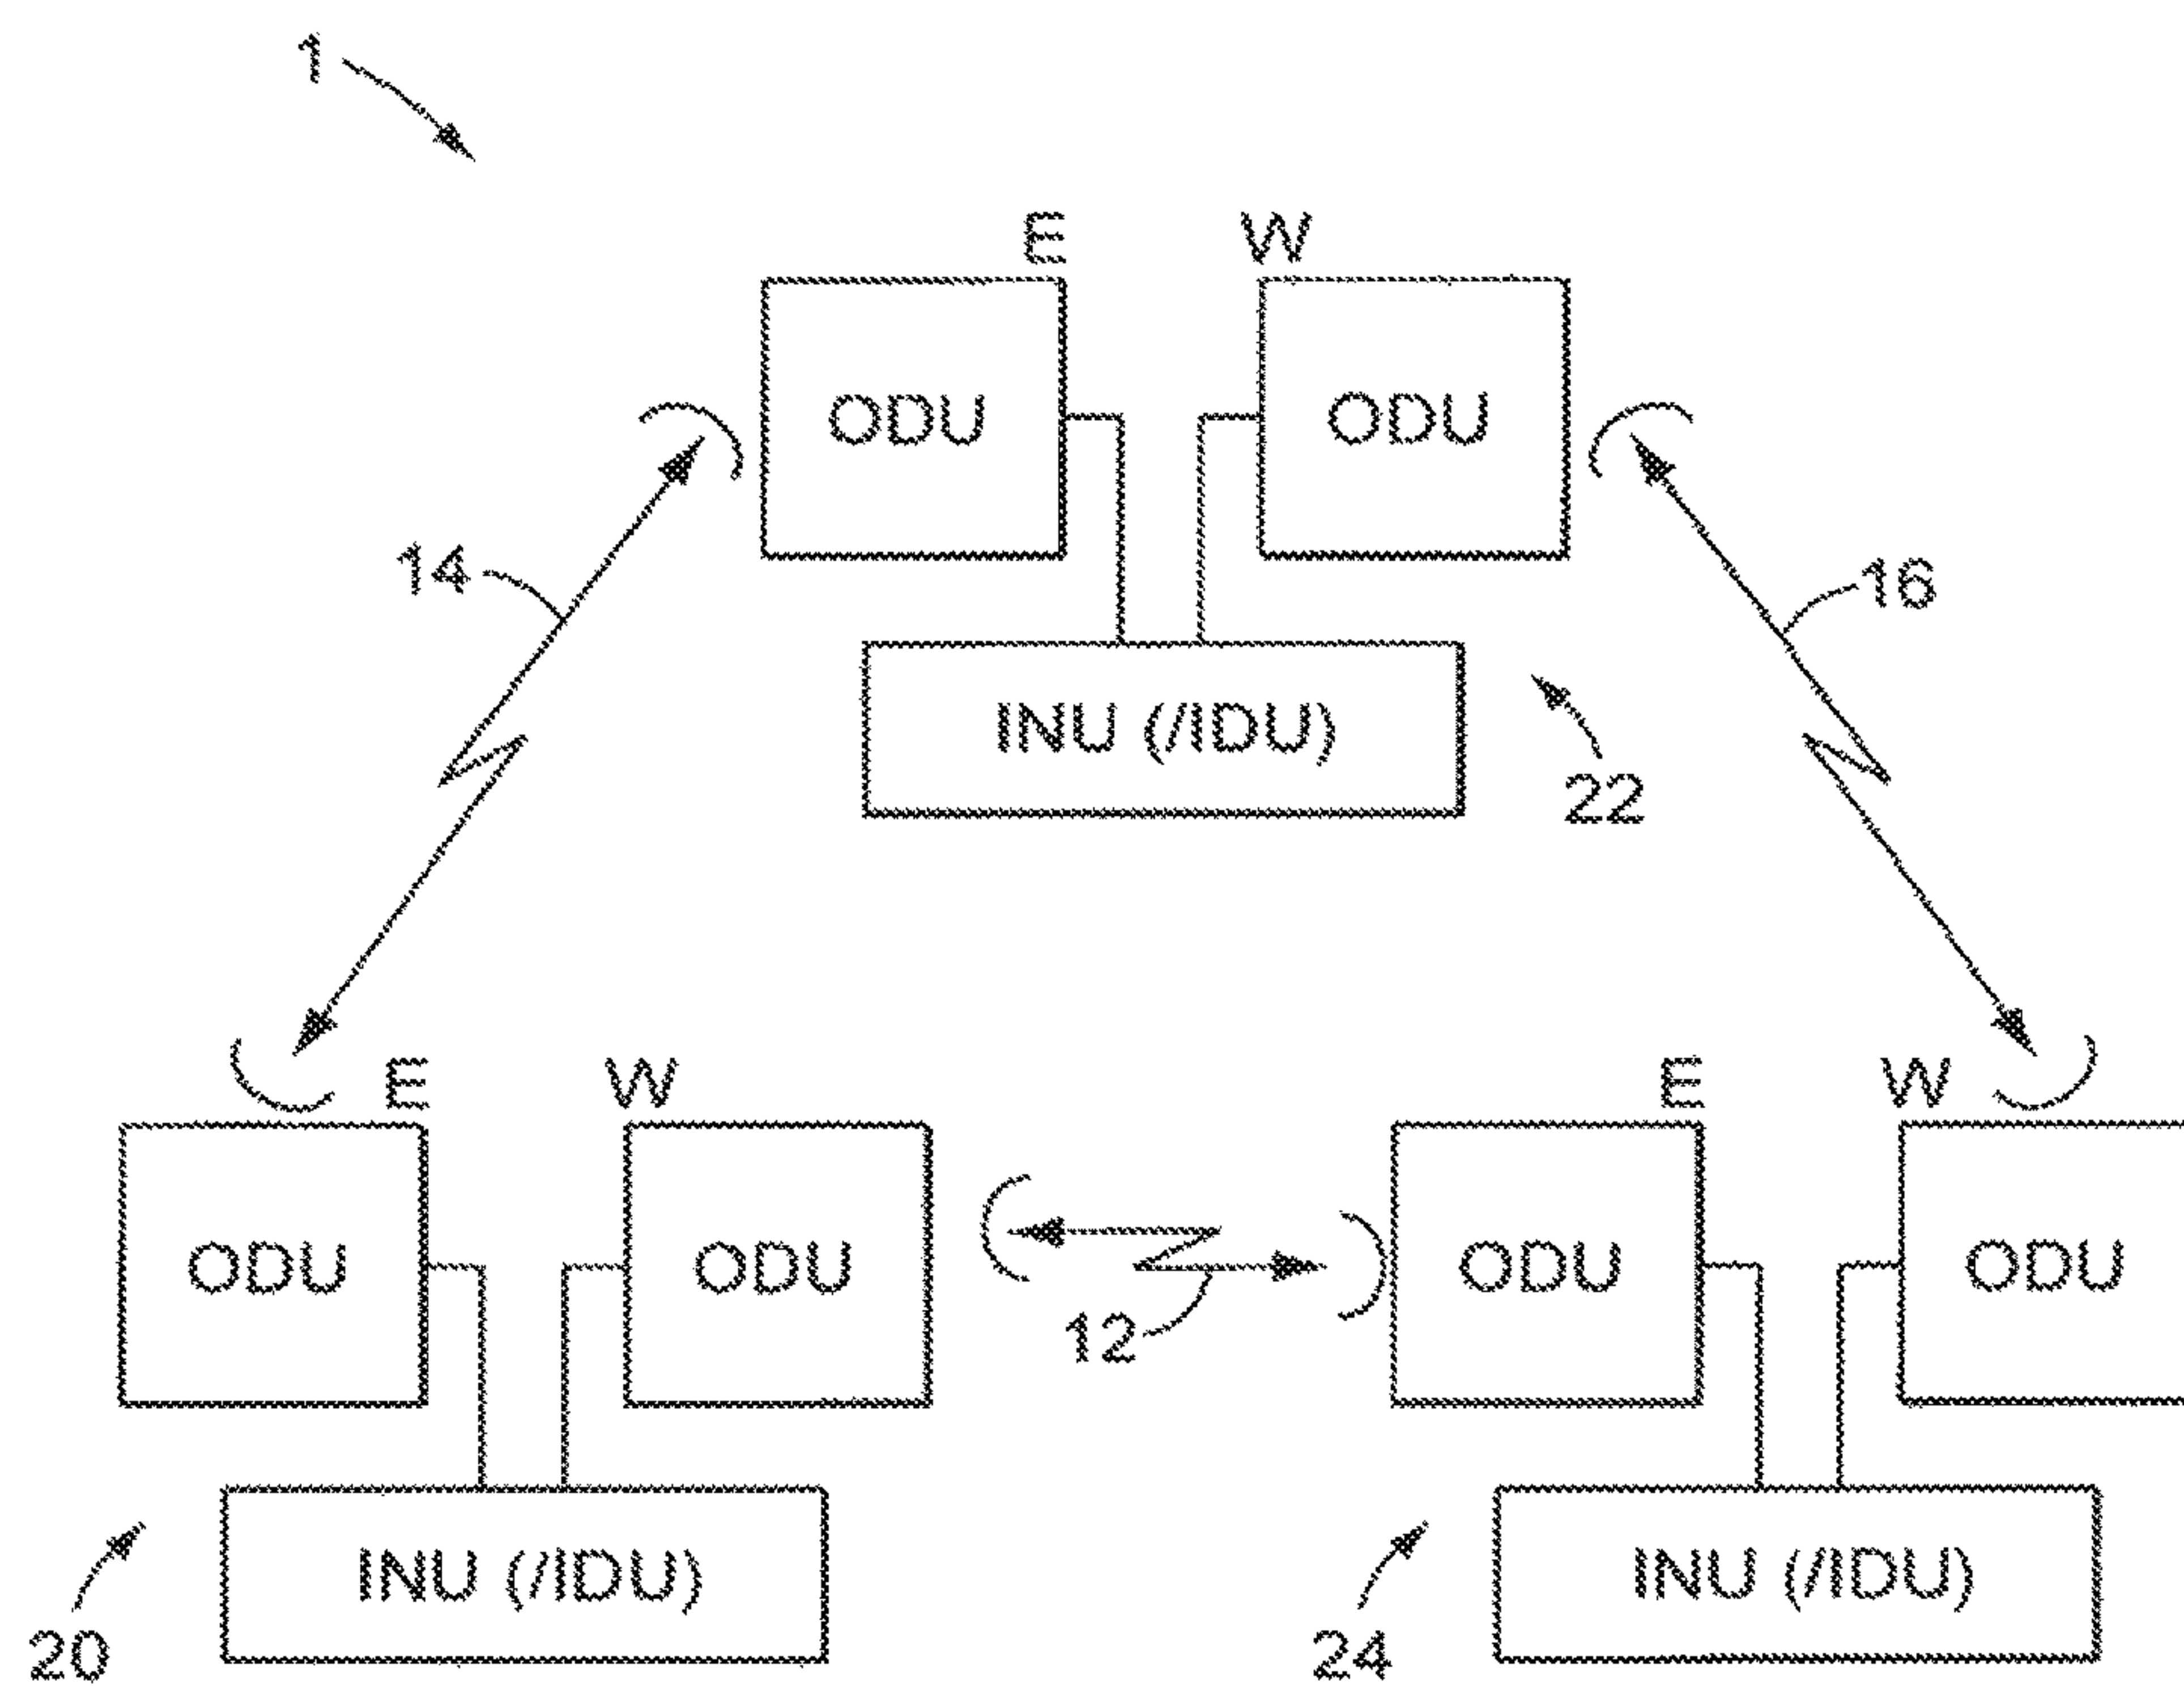 1
E W
ODU ODU
14
16
INU (/IDU)
22
E W E W
ODU ODU ODU ODU
12
INU (/IDU) INU (/IDU)
20 24